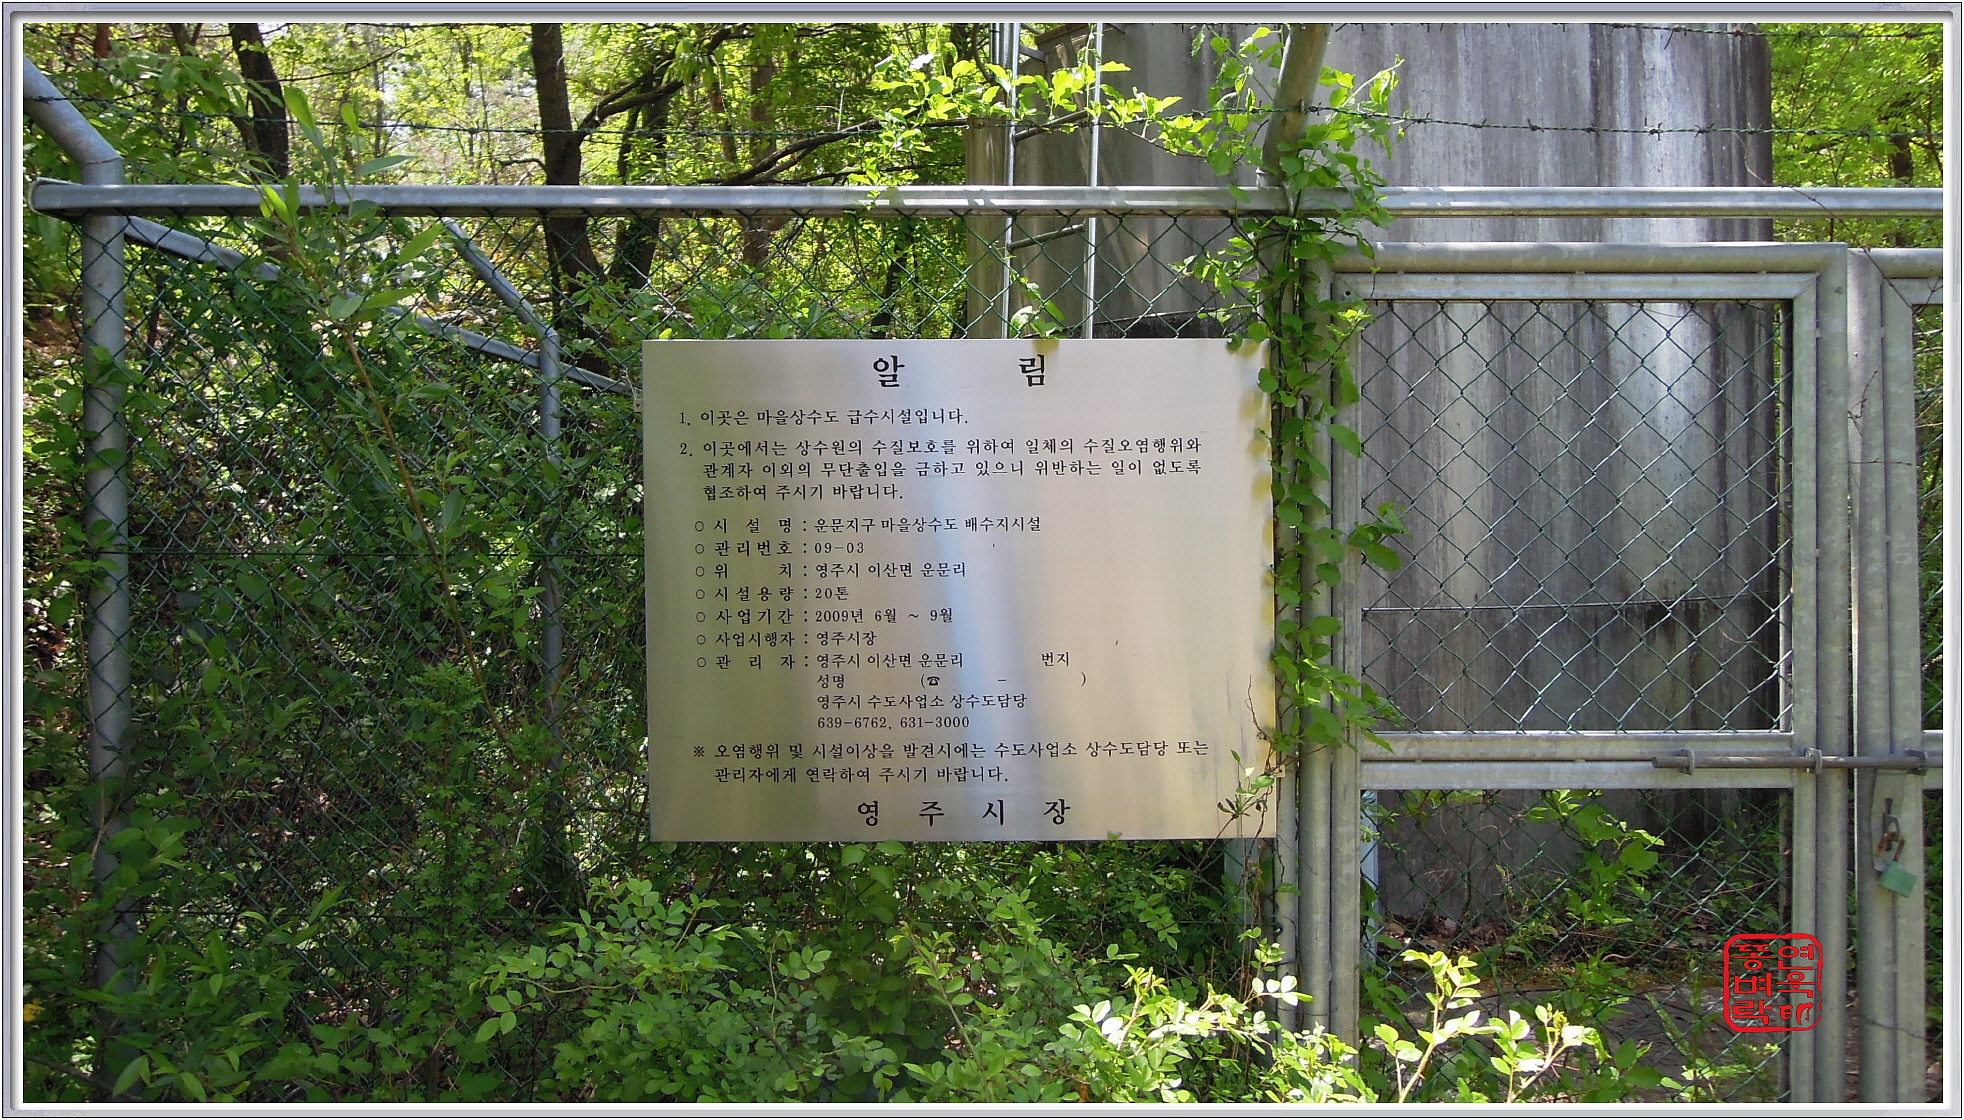 알 림
1. 이곳은 마을상수도 급수시설입니다.
2. 이곳에서는 상수원의 수질보호를 위하여 일체의 수질오염행위와
관계자 이외의 무단출입을 금하고 있으니 위반하는 일이 없도록
협조하여 주시기 바랍니다.
○ 시 설 명 : 운문지구 마을상수도 배수지시설
○ 관리번호 : 09-03
○ 위 치 : 영주시 이산면 운문리
○ 시설용량 : 20톤
○ 사업기간 : 2009년 6월 ~ 9월
○ 사업시행자 : 영주시장
○ 관 리 자 : 영주시 이산면 운문리 번지
성명 (☎ - )
영주시 수도사업소 상수도담당
639-6762, 631-3000
※ 오염행위 및 시설이상을 발견시에는 수도사업소 상수도담당 또는
관리자에게 연락하여 주시기 바랍니다.
영 주 시 장